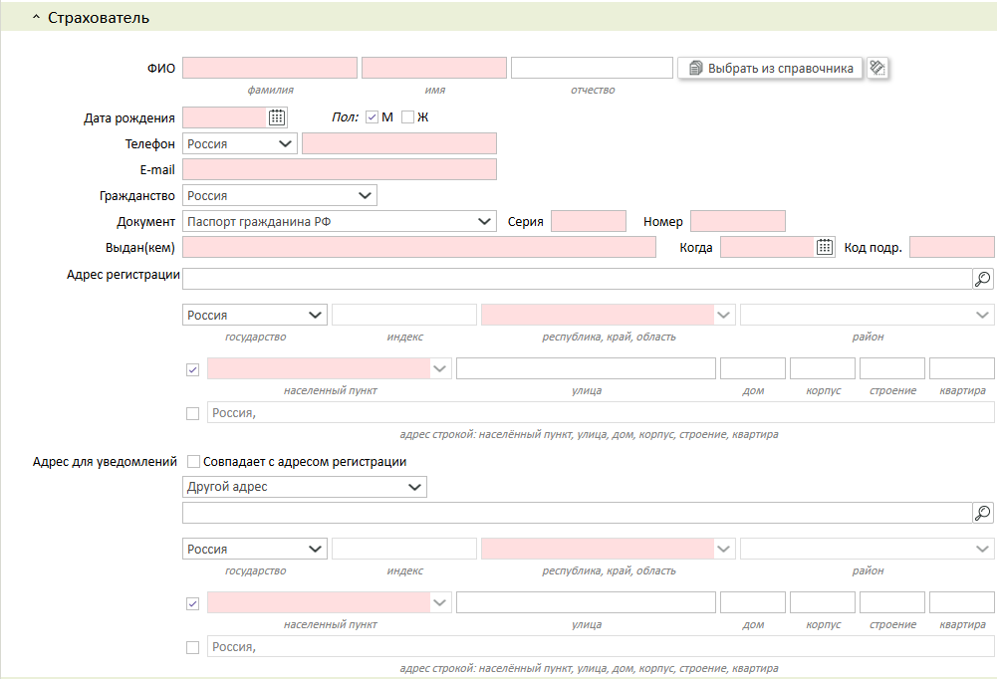 Страхователь
ФИО Выбрать из справочника
фамилия имя отчество
Дата рождения Пол: М Ж
Телефон Россия
E-mail
Гражданство Россия
Документ Паспорт гражданина РФ Серия Номер
Выдан(кем) Когда Код подр.
Адрес регистрации
Россия
государство индекс республика, край, область район
населенный пункт улица дом корпус строение квартира
Россия,
адрес строкой: населённый пункт, улица, дом, корпус, строение, квартира
Адрес для уведомлений Совпадает с адресом регистрации
Другой адрес
Россия
государство индекс республика, край, область район
населенный пункт улица дом корпус строение квартира
Россия,
адрес строкой: населённый пункт, улица, дом, корпус, строение, квартира